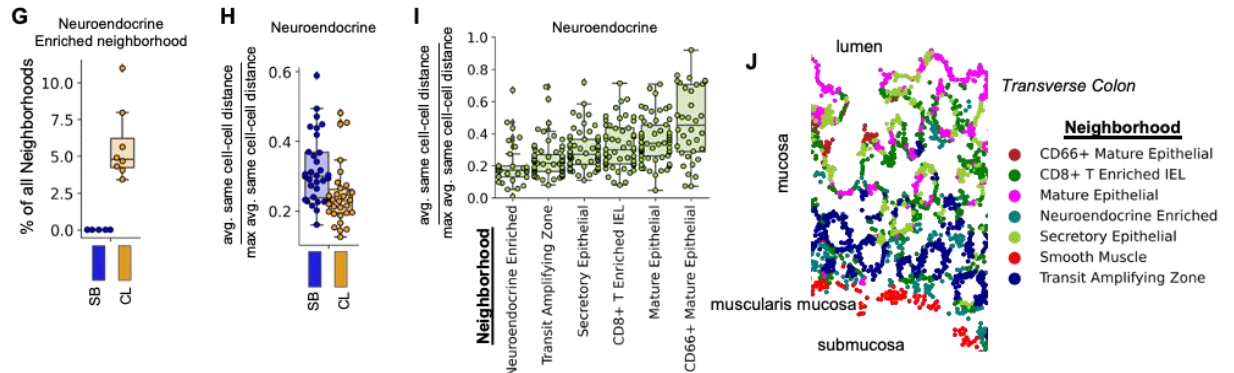 G
Neuroendocrine
Enriched neighborhood
% of all Neighborhoods
10.0
7.5
5.0
2.5
0.0
SB
CL
H
Neuroendocrine
avg. same cell-cell distance
max avg. same cell-cell distance
0.6
0.4
0.2
SB
CL
I
Neuroendocrine
avg. same cell-cell distance
max avg. same cell-cell distance
1.0
0.8
0.6
0.4
0.2
0.0
Neighborhood
Neuroendocrine Enriched
Transit Amplifying Zone
Secretory Epithelial
CD8+ T Enriched IEL
Mature Epithelial
CD66+ Mature Epithelial
J
lumen
mucosa
muscularis mucosa
submucosa
Transverse Colon
Neighborhood
CD66+ Mature Epithelial
CD8+ T Enriched IEL
Mature Epithelial
Neuroendocrine Enriched
Secretory Epithelial
Smooth Muscle
Transit Amplifying Zone